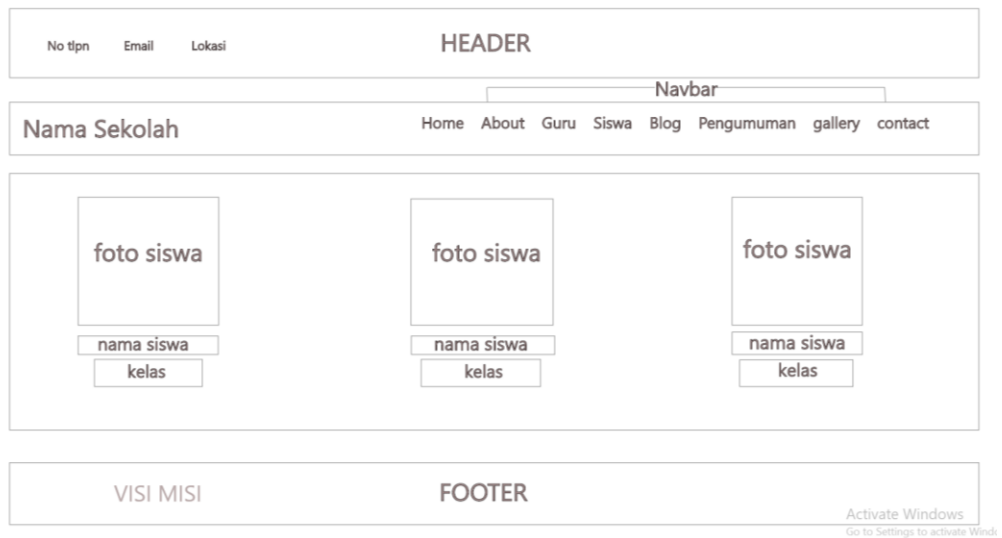 No tlpn Email Lokasi HEADER
Navbar
Nama Sekolah Home About Guru Siswa Blog Pengumuman gallery contact
foto siswa foto siswa foto siswa
nama siswa nama siswa nama siswa
kelas kelas kelas
VISI MISI FOOTER
Activate Windows
Go to Settings to activate